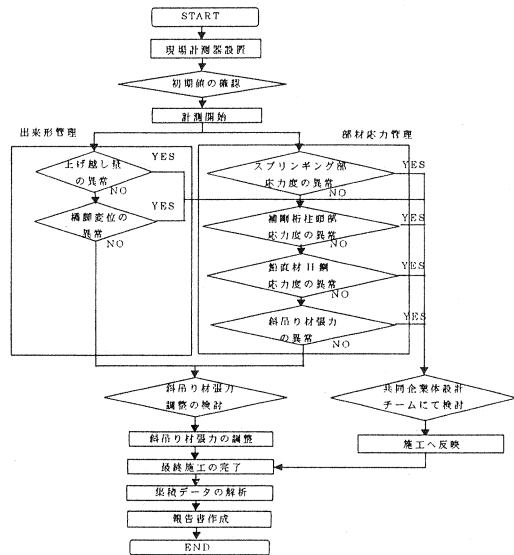 START
現場計測器設置
初期値の確認
計測開始
出来形管理
部材応力管理
上げ越し量
の異常
YES
NO
橋脚変位の
異常
YES
NO
スプリンギング部
応力度の異常
YES
NO
補剛桁柱頭部
応力度の異常
YES
NO
鉛直材H鋼
応力度の異常
YES
NO
斜吊り材張力
の異常
YES
NO
斜吊り材張力
調整の検討
共同企業体設計
チームにて検討
斜吊り材張力の調整
施工へ反映
最終施工の完了
集積データの解析
報告書作成
END